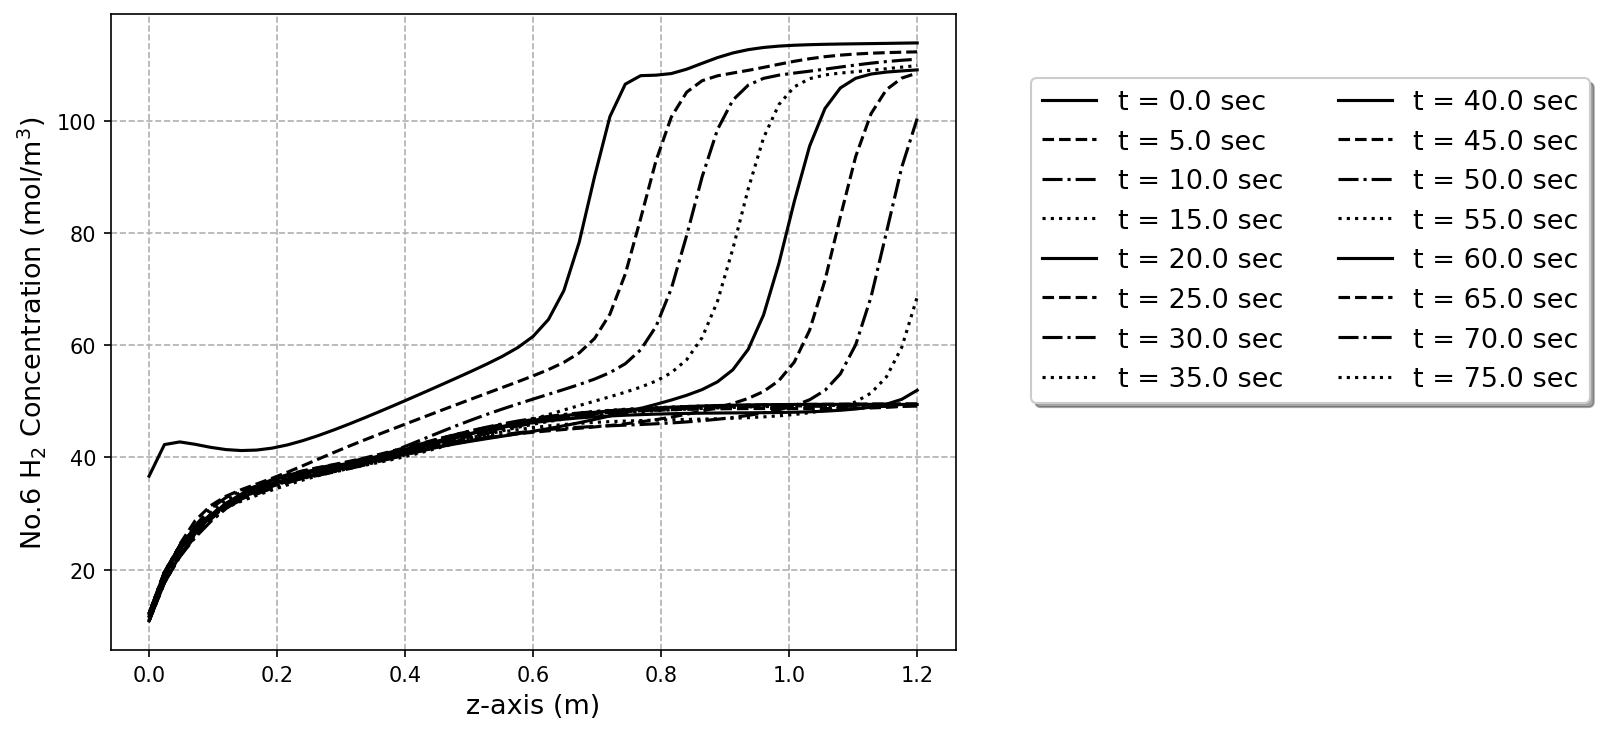 No.6 H₂ Concentration (mol/m³)
100
80
60
40
20
0.0 0.2 0.4 0.6 0.8 1.0 1.2
z-axis (m)
t = 0.0 sec
t = 5.0 sec
t = 10.0 sec
t = 15.0 sec
t = 20.0 sec
t = 25.0 sec
t = 30.0 sec
t = 35.0 sec
t = 40.0 sec
t = 45.0 sec
t = 50.0 sec
t = 55.0 sec
t = 60.0 sec
t = 65.0 sec
t = 70.0 sec
t = 75.0 sec